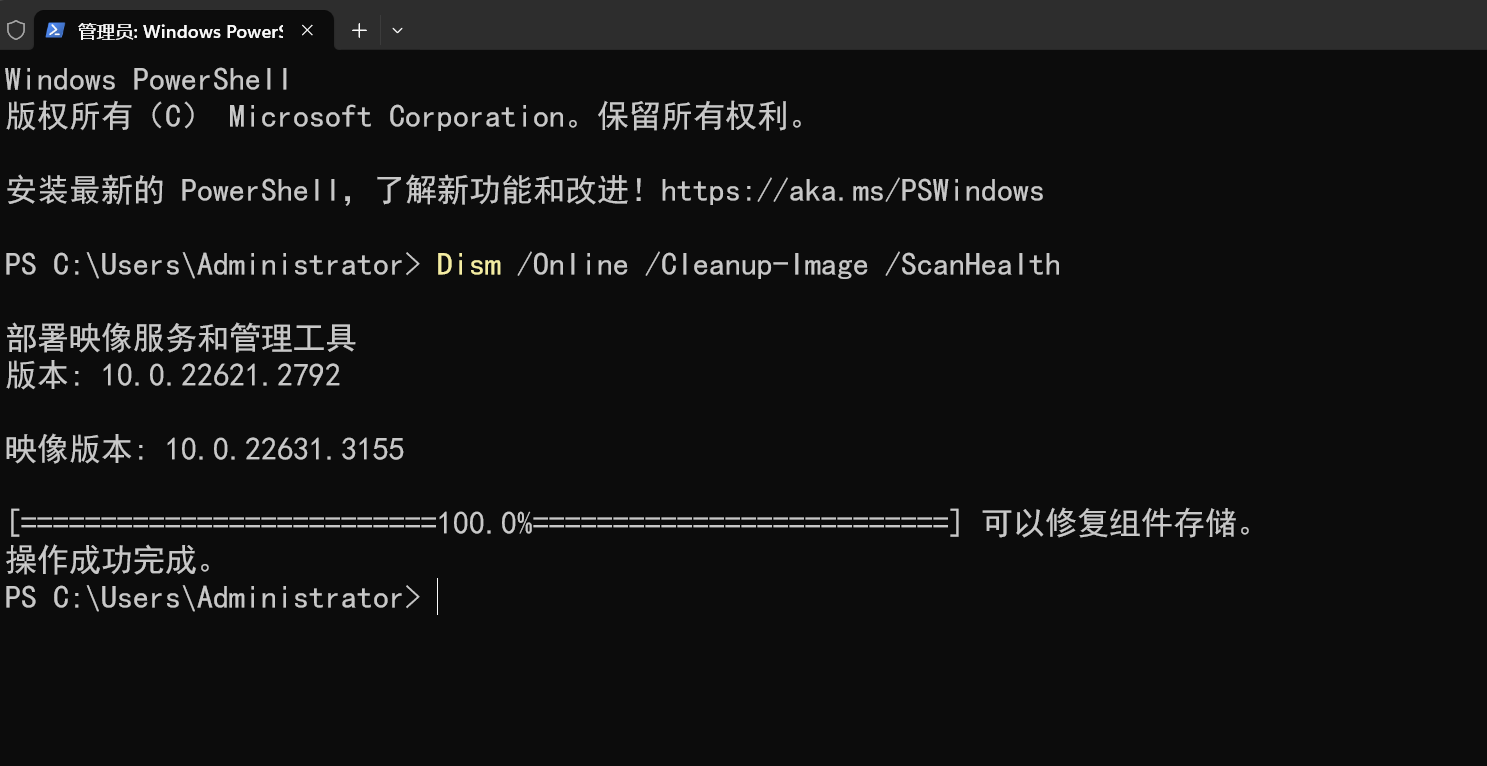 管理员: Windows PowerS
Windows PowerShell
版权所有（C） Microsoft Corporation。保留所有权利。
安装最新的 PowerShell，了解新功能和改进！https://aka.ms/PSWindows
PS C:\Users\Administrator> Dism /Online /Cleanup-Image /ScanHealth
部署映像服务和管理工具
版本: 10.0.22621.2792
映像版本: 10.0.22631.3155
[==========================100.0%==========================] 可以修复组件存储。
操作成功完成。
PS C:\Users\Administrator>